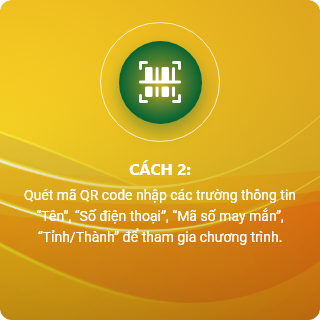 CÁCH 2:
Quét mã QR code nhập các trường thông tin
“Tên”, “Số điện thoại”, “Mã số may mắn”,
“Tỉnh/Thành” để tham gia chương trình.